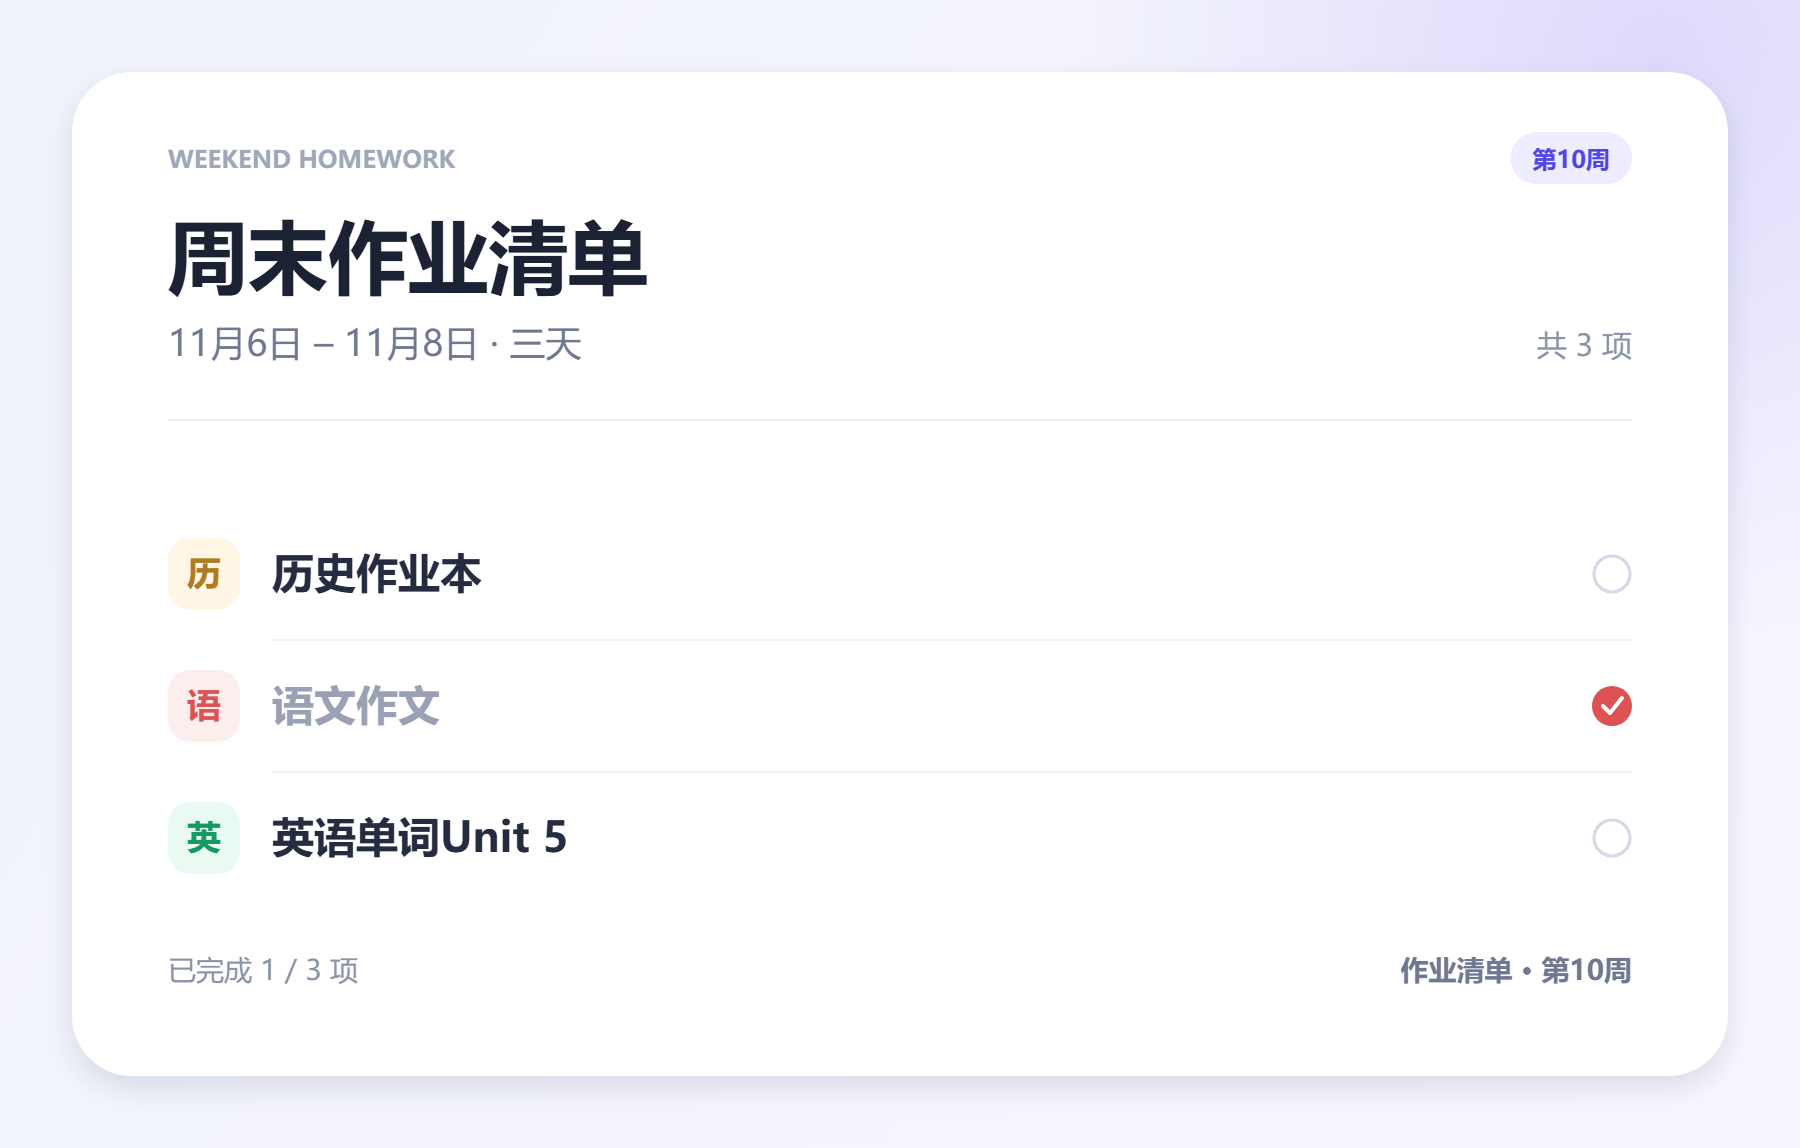 WEEKEND HOMEWORK
第10周
周末作业清单
11月6日 – 11月8日 · 三天
共 3 项
历 历史作业本
语 语文作文
英 英语单词Unit 5
已完成 1 / 3 项
作业清单 • 第10周